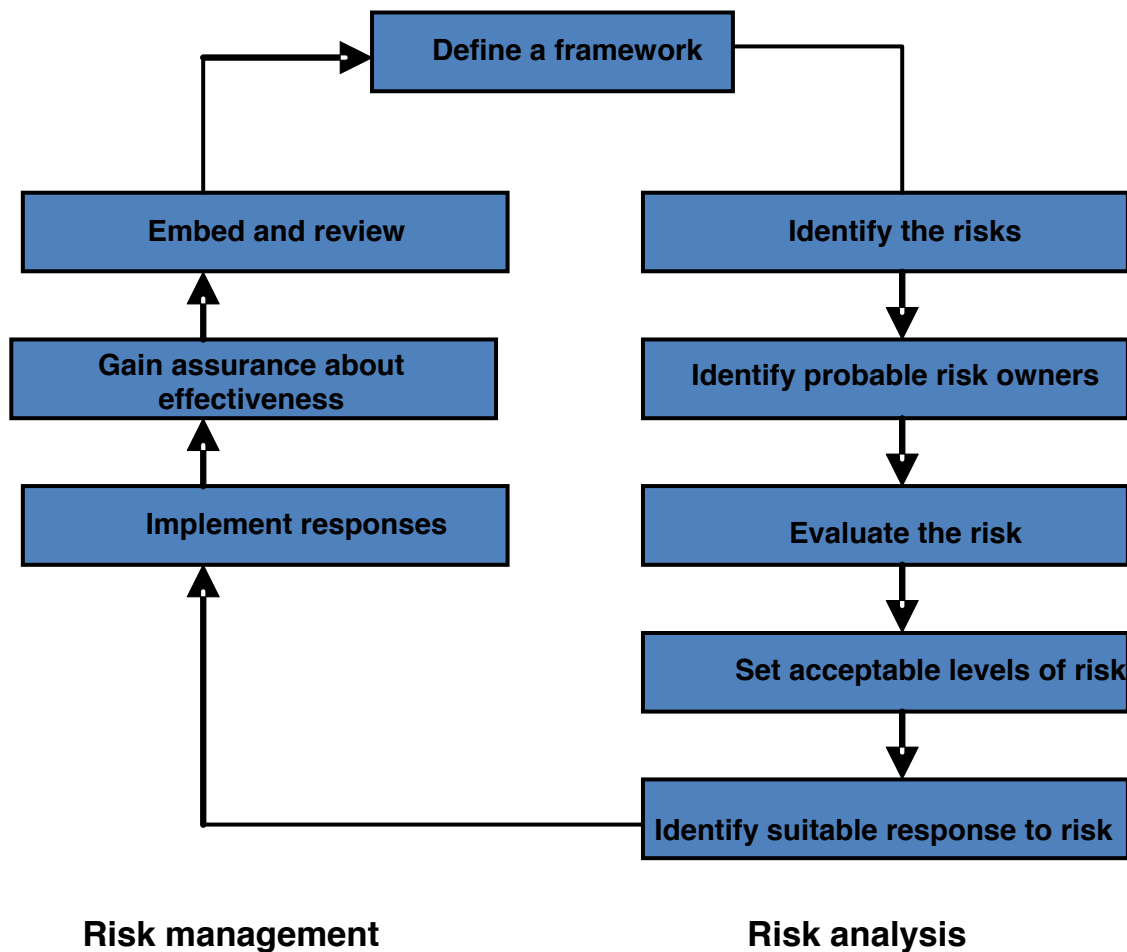 Define a framework
Embed and review
Identify the risks
Gain assurance about
effectiveness
Identify probable risk owners
Implement responses
Evaluate the risk
Set acceptable levels of risk
Identify suitable response to risk
Risk management
Risk analysis